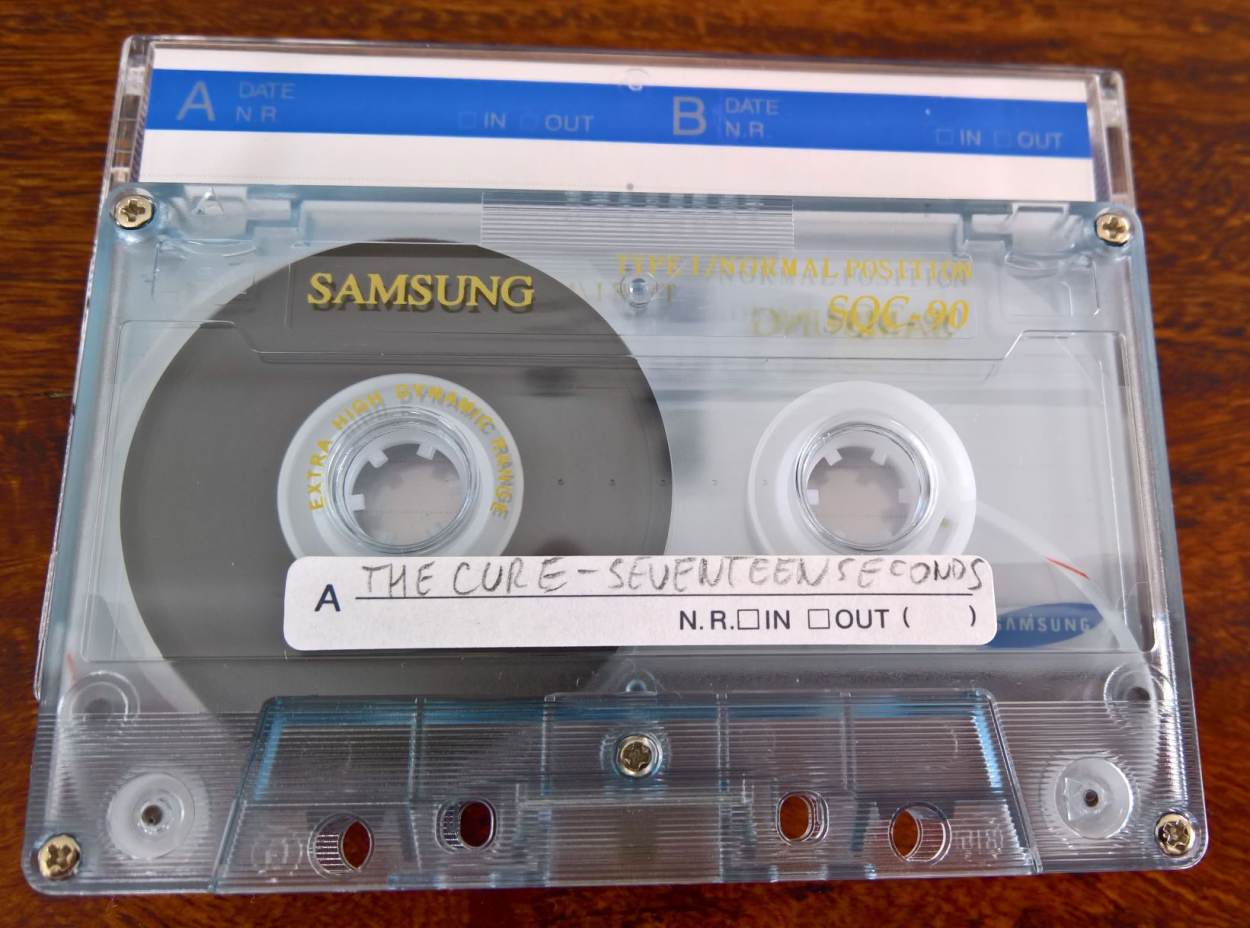 A DATE B DATE
N R □ IN □ OUT N.R. □ IN □ OUT
SAMSUNG TYPE I/NORMAL POSITION
SQC-90
EXTRA HIGH DYNAMIC RANGE
A THE CURE - SEVENTEEN SECONDS
N.R.□IN □OUT ( )
SAMSUNG